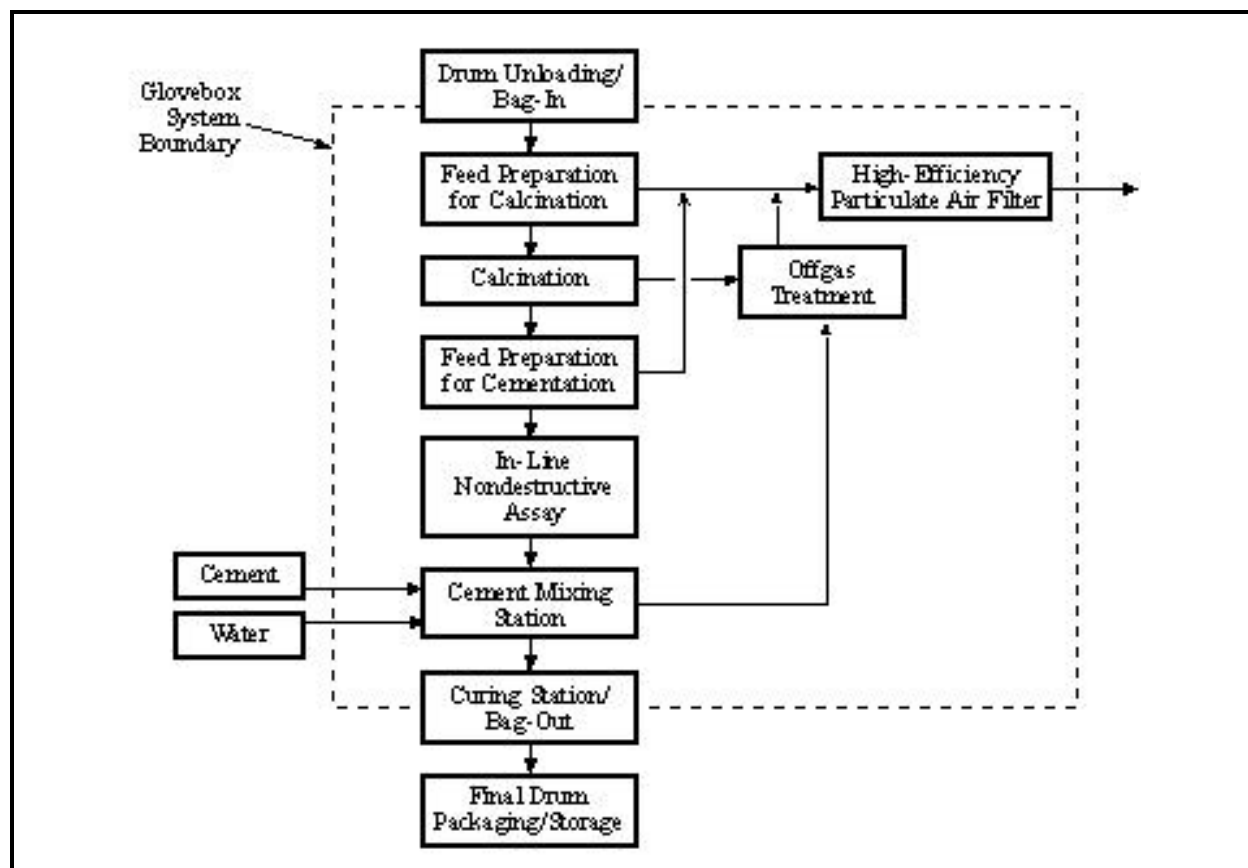 Drum Unloading/
Bag-In
Glovebox
System
Boundary
Feed Preparation
for Calcination
High-Efficiency
Particulate Air Filter
Calcination
Offgas
Treatment
Feed Preparation
for Cementation
In-Line
Nondestructive
Assay
Cement
Cement Mixing
Station
Water
Curing Station/
Bag-Out
Final Drum
Packaging/Storage